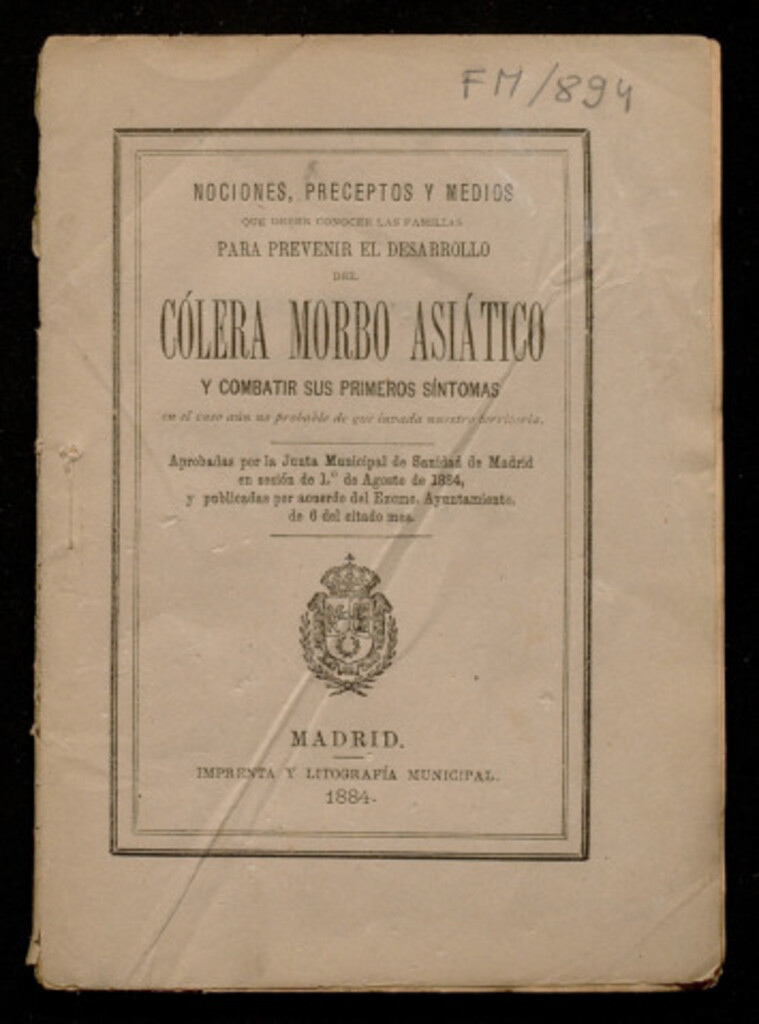 FM/894
NOCIONES, PRECEPTOS Y MEDIOS
QUE DEBEN CONOCER LAS FAMILIAS
PARA PREVENIR EL DESARROLLO
DEL
CÓLERA MORBO ASIÁTICO
Y COMBATIR SUS PRIMEROS SÍNTOMAS
en el caso aún no probable de que invada nuestro territorio.
Aprobadas por la Junta Municipal de Sanidad de Madrid
en sesión de 1.º de Agosto de 1884,
y publicadas por acuerdo del Excmo. Ayuntamiento,
de 6 del citado mes.
MADRID.
IMPRENTA Y LITOGRAFÍA MUNICIPAL.
1884.